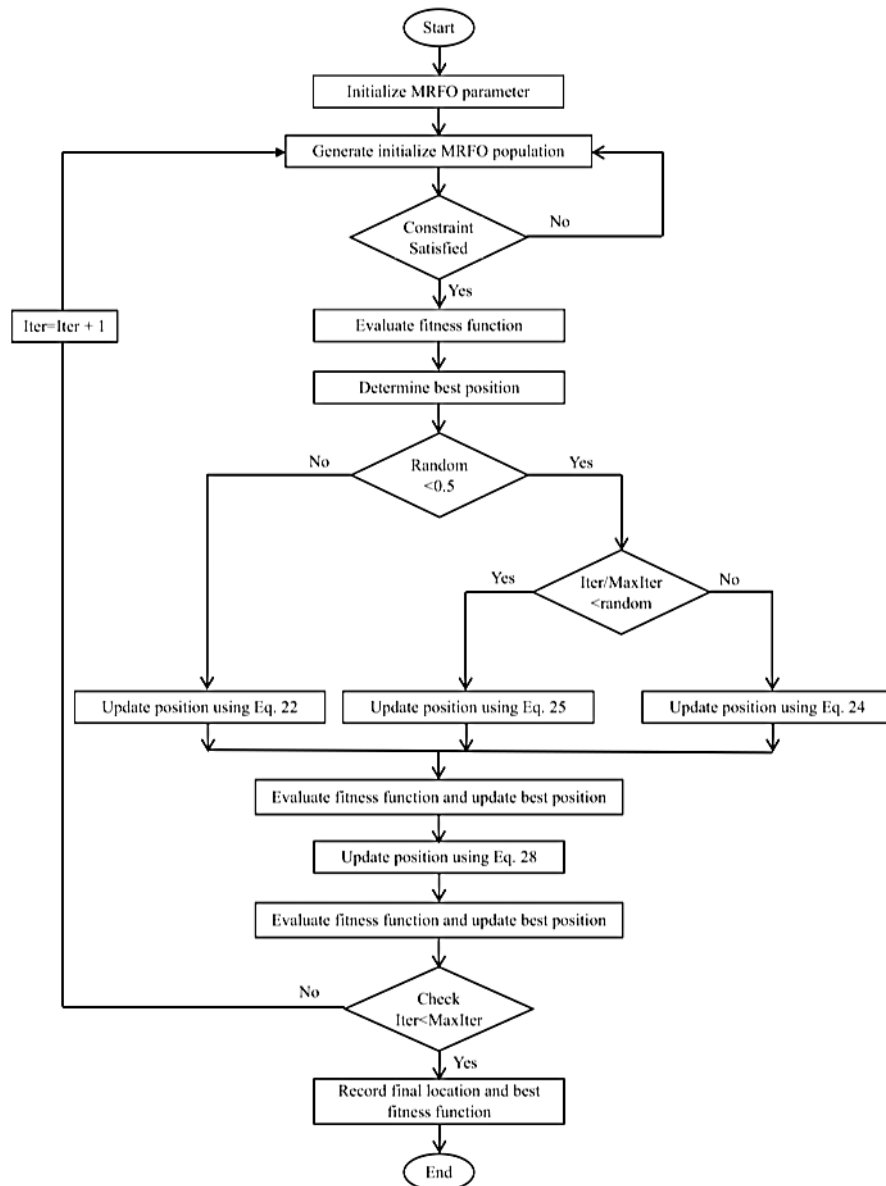 Start
Initialize MRFO parameter
Generate initialize MRFO population
Constraint
Satisfied
No
Yes
Iter=Iter + 1
Evaluate fitness function
Determine best position
No
Random
<0.5
Yes
Yes
Iter/MaxIter
<random
No
Update position using Eq. 22
Update position using Eq. 25
Update position using Eq. 24
Evaluate fitness function and update best position
Update position using Eq. 28
Evaluate fitness function and update best position
No
Check
Iter<MaxIter
Yes
Record final location and best
fitness function
End